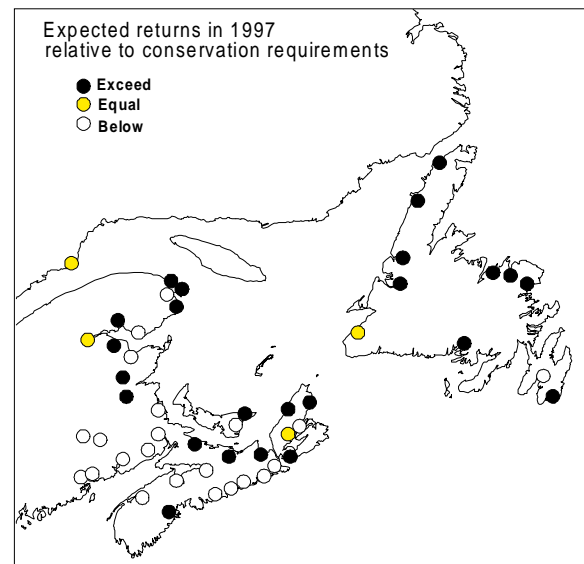 Expected returns in 1997
relative to conservation requirements
Exceed
Equal
Below